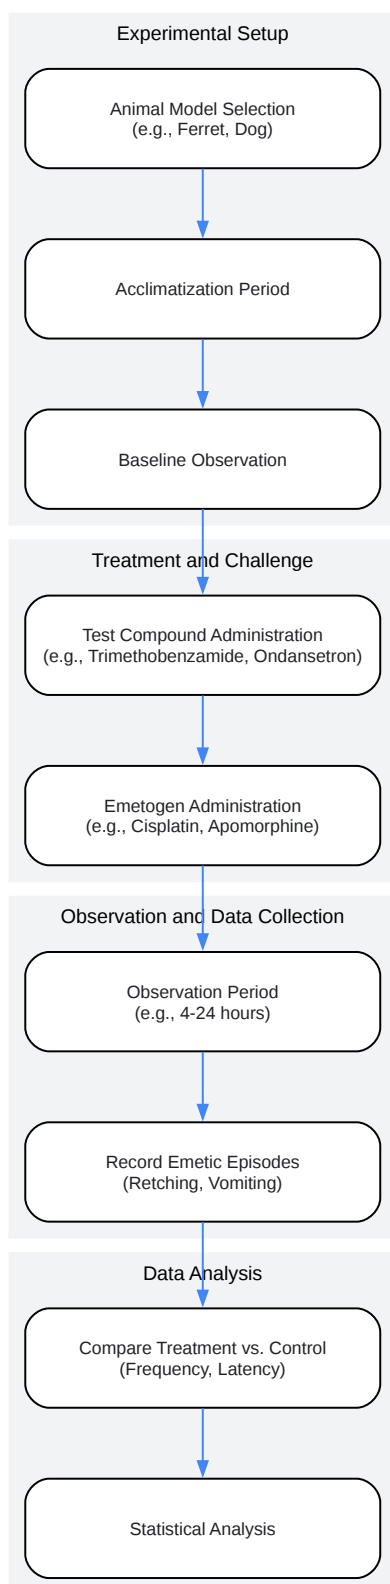 Experimental Setup
Animal Model Selection
(e.g., Ferret, Dog)
Acclimatization Period
Baseline Observation
Treatment and Challenge
Test Compound Administration
(e.g., Trimethobenzamide, Ondansetron)
Emetogen Administration
(e.g., Cisplatin, Apomorphine)
Observation and Data Collection
Observation Period
(e.g., 4-24 hours)
Record Emetic Episodes
(Retching, Vomiting)
Data Analysis
Compare Treatment vs. Control
(Frequency, Latency)
Statistical Analysis